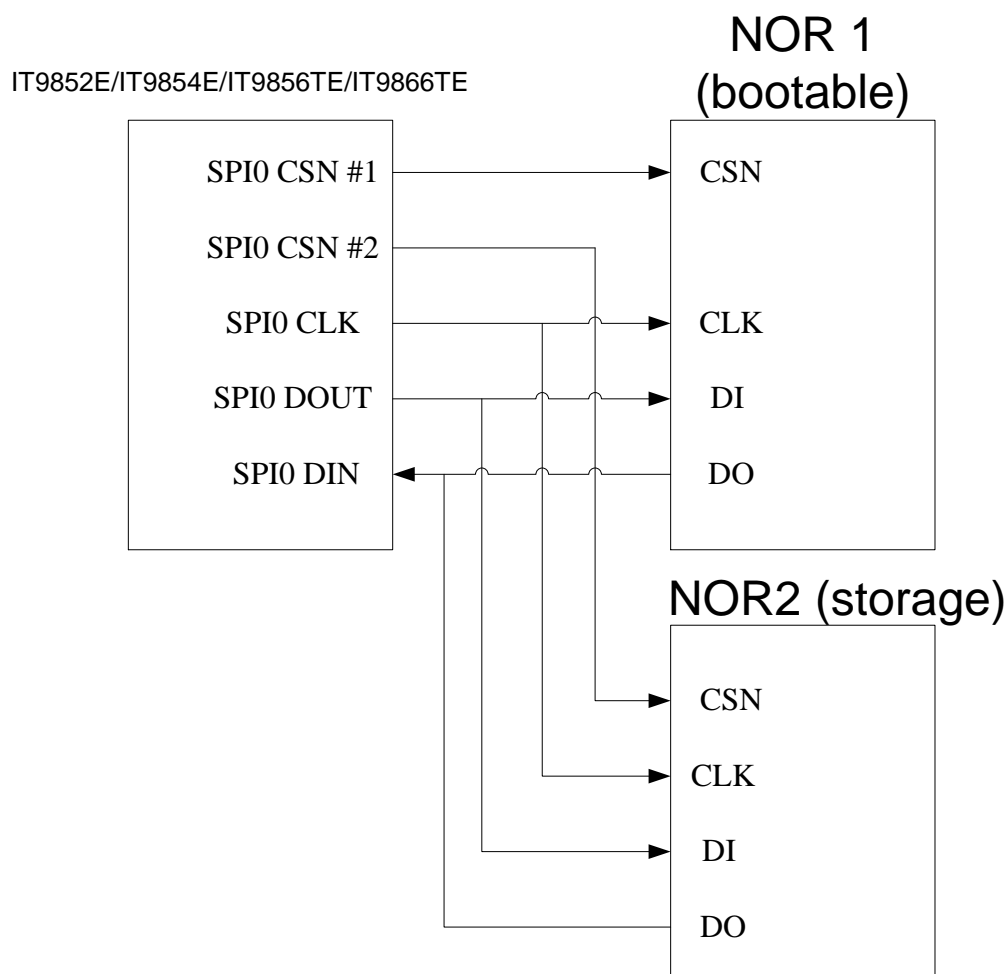 NOR 1
(bootable)
IT9852E/IT9854E/IT9856TE/IT9866TE
SPI0 CSN #1
SPI0 CSN #2
SPI0 CLK
SPI0 DOUT
SPI0 DIN
CSN
CLK
DI
DO
NOR2 (storage)
CSN
CLK
DI
DO